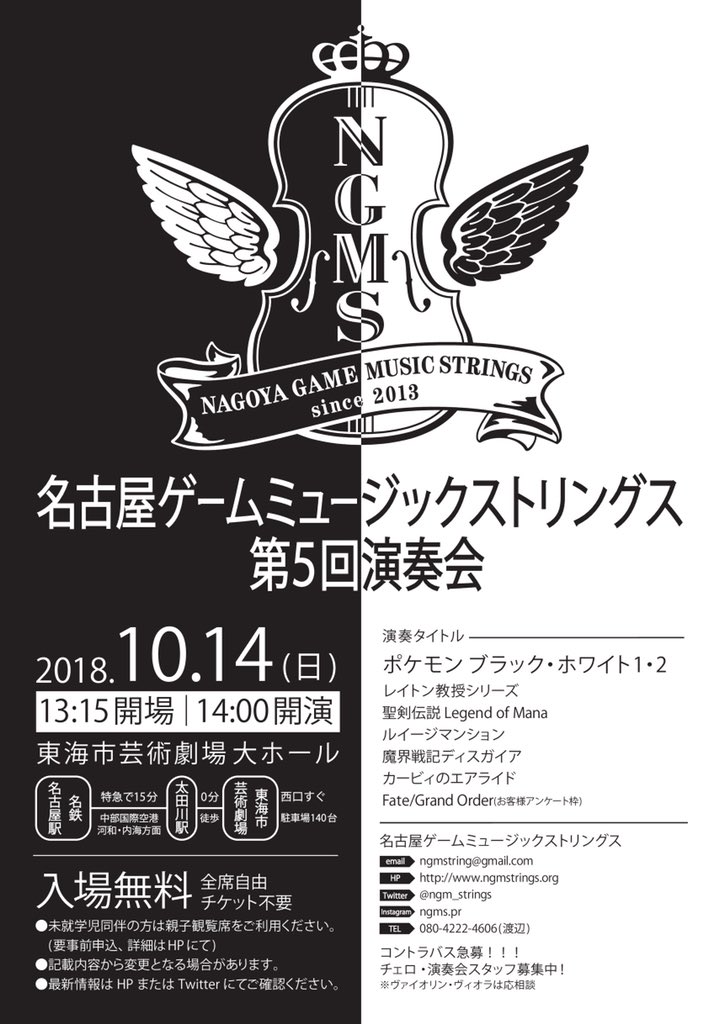 NGMS
NAGOYA GAME MUSIC STRINGS
since 2013
名古屋ゲームミュージックストリングス
第5回演奏会
2018.10.14(日)
13:15開場|14:00開演
東海市芸術劇場 大ホール
名鉄名古屋駅
特急で15分
中部国際空港
河和・内海方面
太田川駅
0分
徒歩
東海市芸術劇場
西口すぐ
駐車場140台
入場無料 全席自由
チケット不要
●未就学児同伴の方は親子観覧席をご利用ください。
(要事前申込、詳細はHPにて)
●記載内容から変更となる場合があります。
●最新情報は HP または Twitter にてご確認ください。
演奏タイトル
ポケモン ブラック・ホワイト1・2
レイトン教授シリーズ
聖剣伝説 Legend of Mana
ルイージマンション
魔界戦記ディスガイア
カービィのエアライド
Fate/Grand Order(お客様アンケート枠)
名古屋ゲームミュージックストリングス
email ngmstring@gmail.com
HP http://www.ngmstrings.org
Twitter @ngm_strings
Instagram ngms.pr
TEL 080-4222-4606(渡辺)
コントラバス急募！！！
チェロ・演奏会スタッフ募集中！
※ヴァイオリン・ヴィオラは応相談